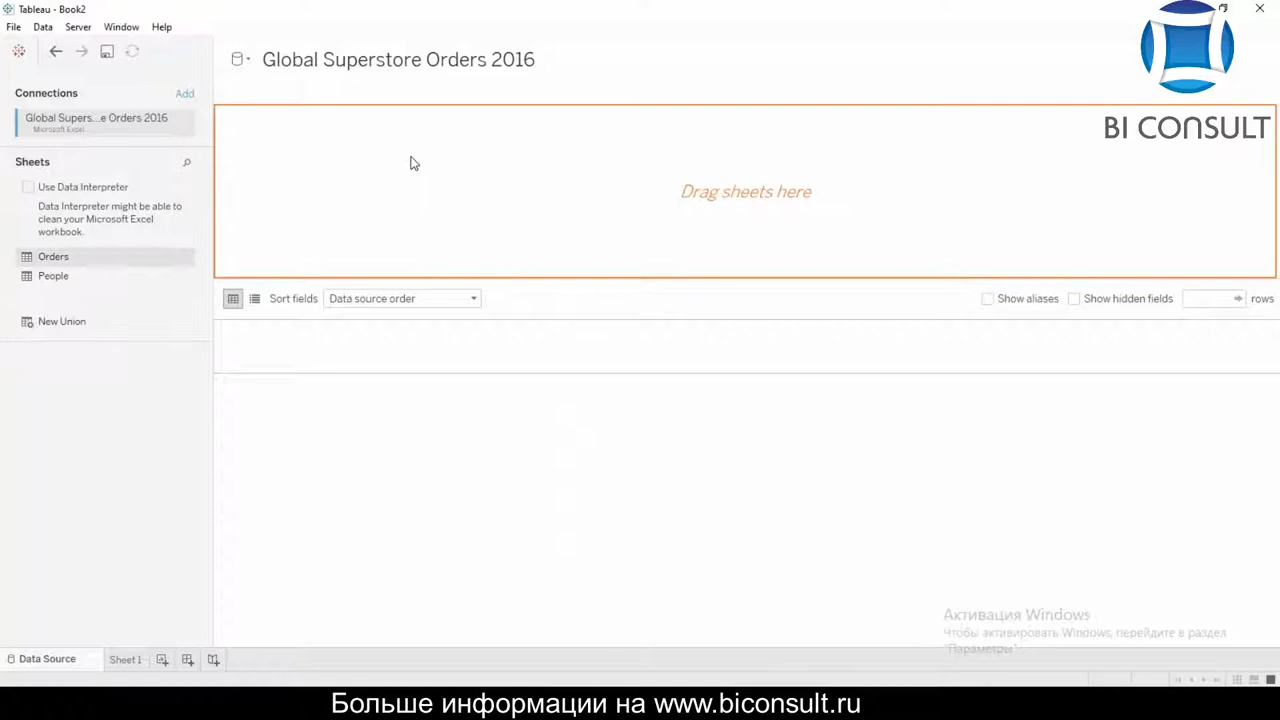 Tableau - Book2
File Data Server Window Help
Global Superstore Orders 2016
BI CONSULT
Connections Add
Global Supers...e Orders 2016
Microsoft Excel
Sheets
Use Data Interpreter
Data Interpreter might be able to
clean your Microsoft Excel
workbook.
Orders
People
New Union
Drag sheets here
Sort fields Data source order Show aliases Show hidden fields rows
Активация Windows
Чтобы активировать Windows, перейдите в раздел
"Параметры"
Data Source Sheet 1
Больше информации на www.biconsult.ru